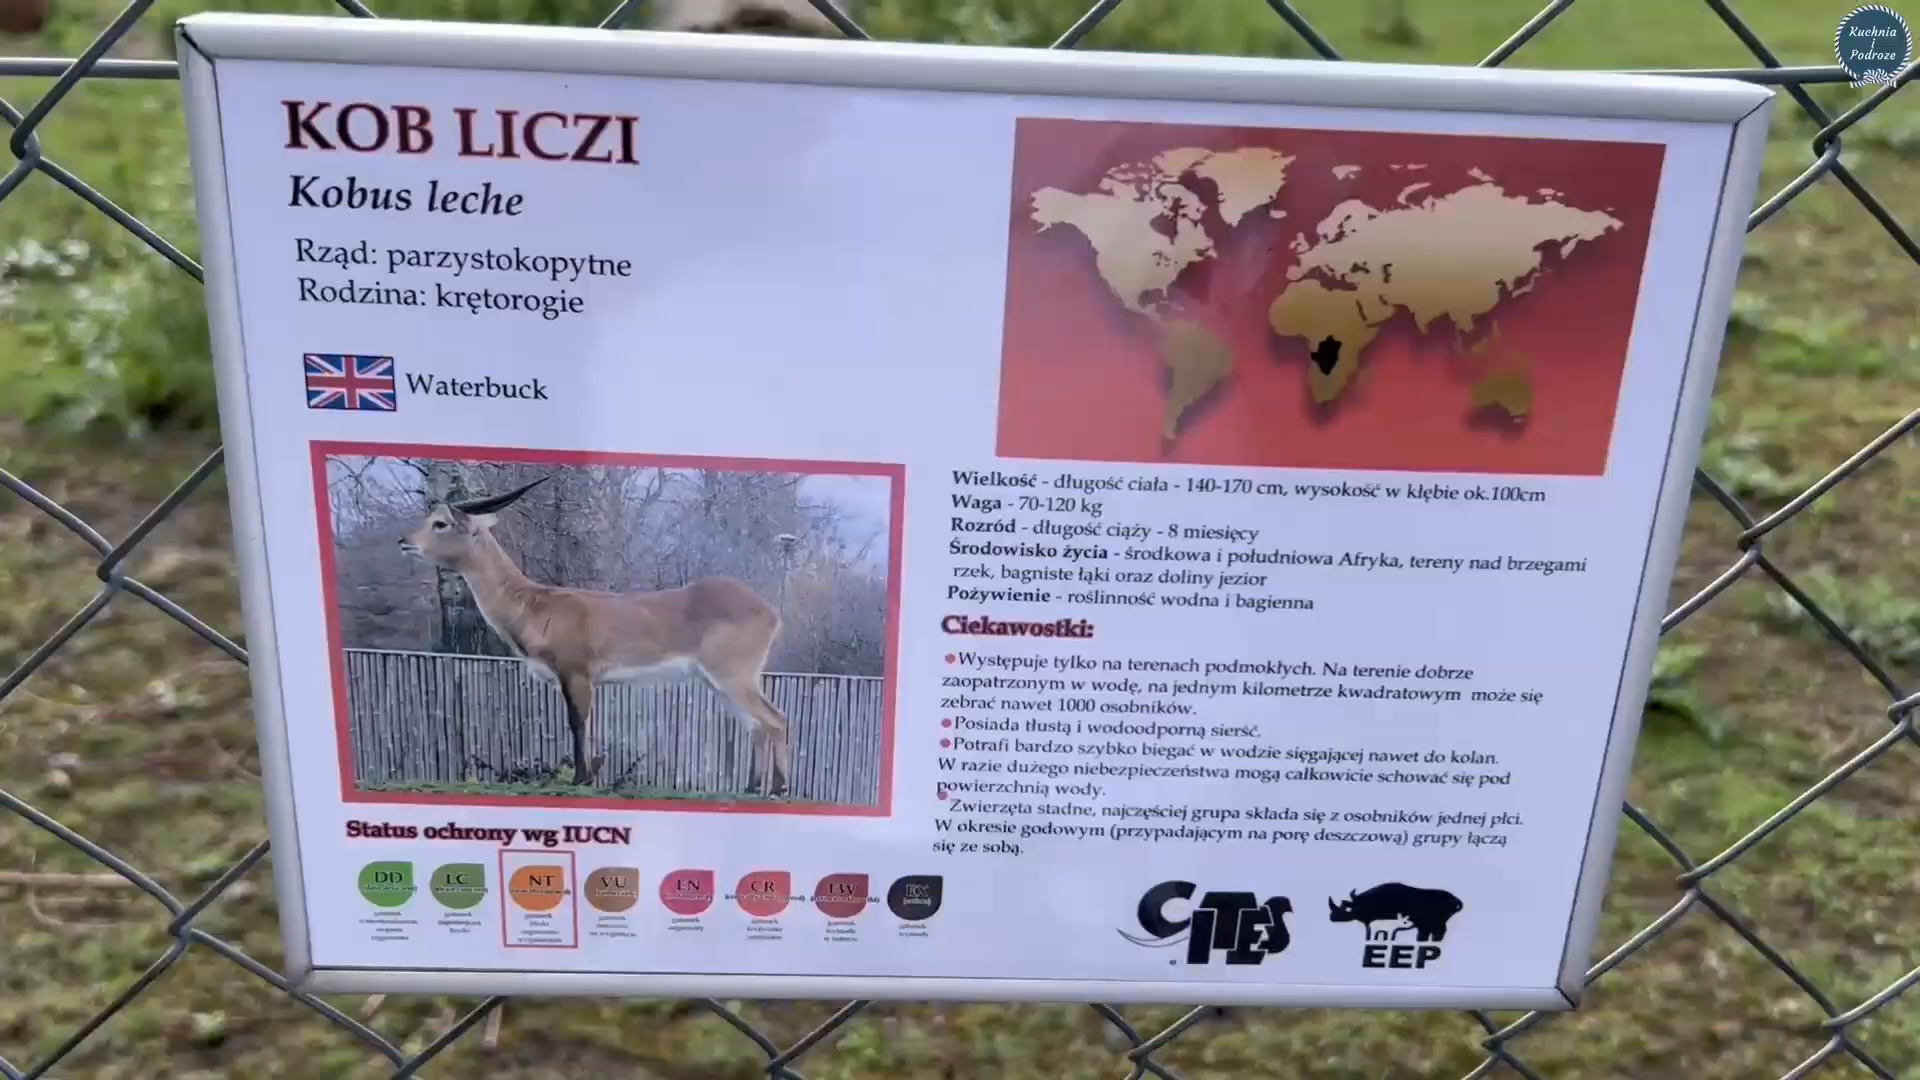 Kuchnia
i
Podroze
KOB LICZI
Kobus leche
Rząd: parzystokopytne
Rodzina: krętorogie
Waterbuck
Wielkość - długość ciała - 140-170 cm, wysokość w kłębie ok.100cm
Waga - 70-120 kg
Rozród - długość ciąży - 8 miesięcy
Środowisko życia - środkowa i południowa Afryka, tereny nad brzegami
rzek, bagniste łąki oraz doliny jezior
Pożywienie - roślinność wodna i bagienna
Ciekawostki:
Występuje tylko na terenach podmokłych. Na terenie dobrze
zaopatrzonym w wodę, na jednym kilometrze kwadratowym może się
zebrać nawet 1000 osobników.
Posiada tłustą i wodoodporną sierść.
Potrafi bardzo szybko biegać w wodzie sięgającej nawet do kolan.
W razie dużego niebezpieczeństwa mogą całkowicie schować się pod
powierzchnią wody.
Zwierzęta stadne, najczęściej grupa składa się z osobników jednej płci.
W okresie godowym (przypadającym na porę deszczową) grupy łączą
się ze sobą.
Status ochrony wg IUCN
DD LC NT VU EN CR EW EX
CITES
EEP